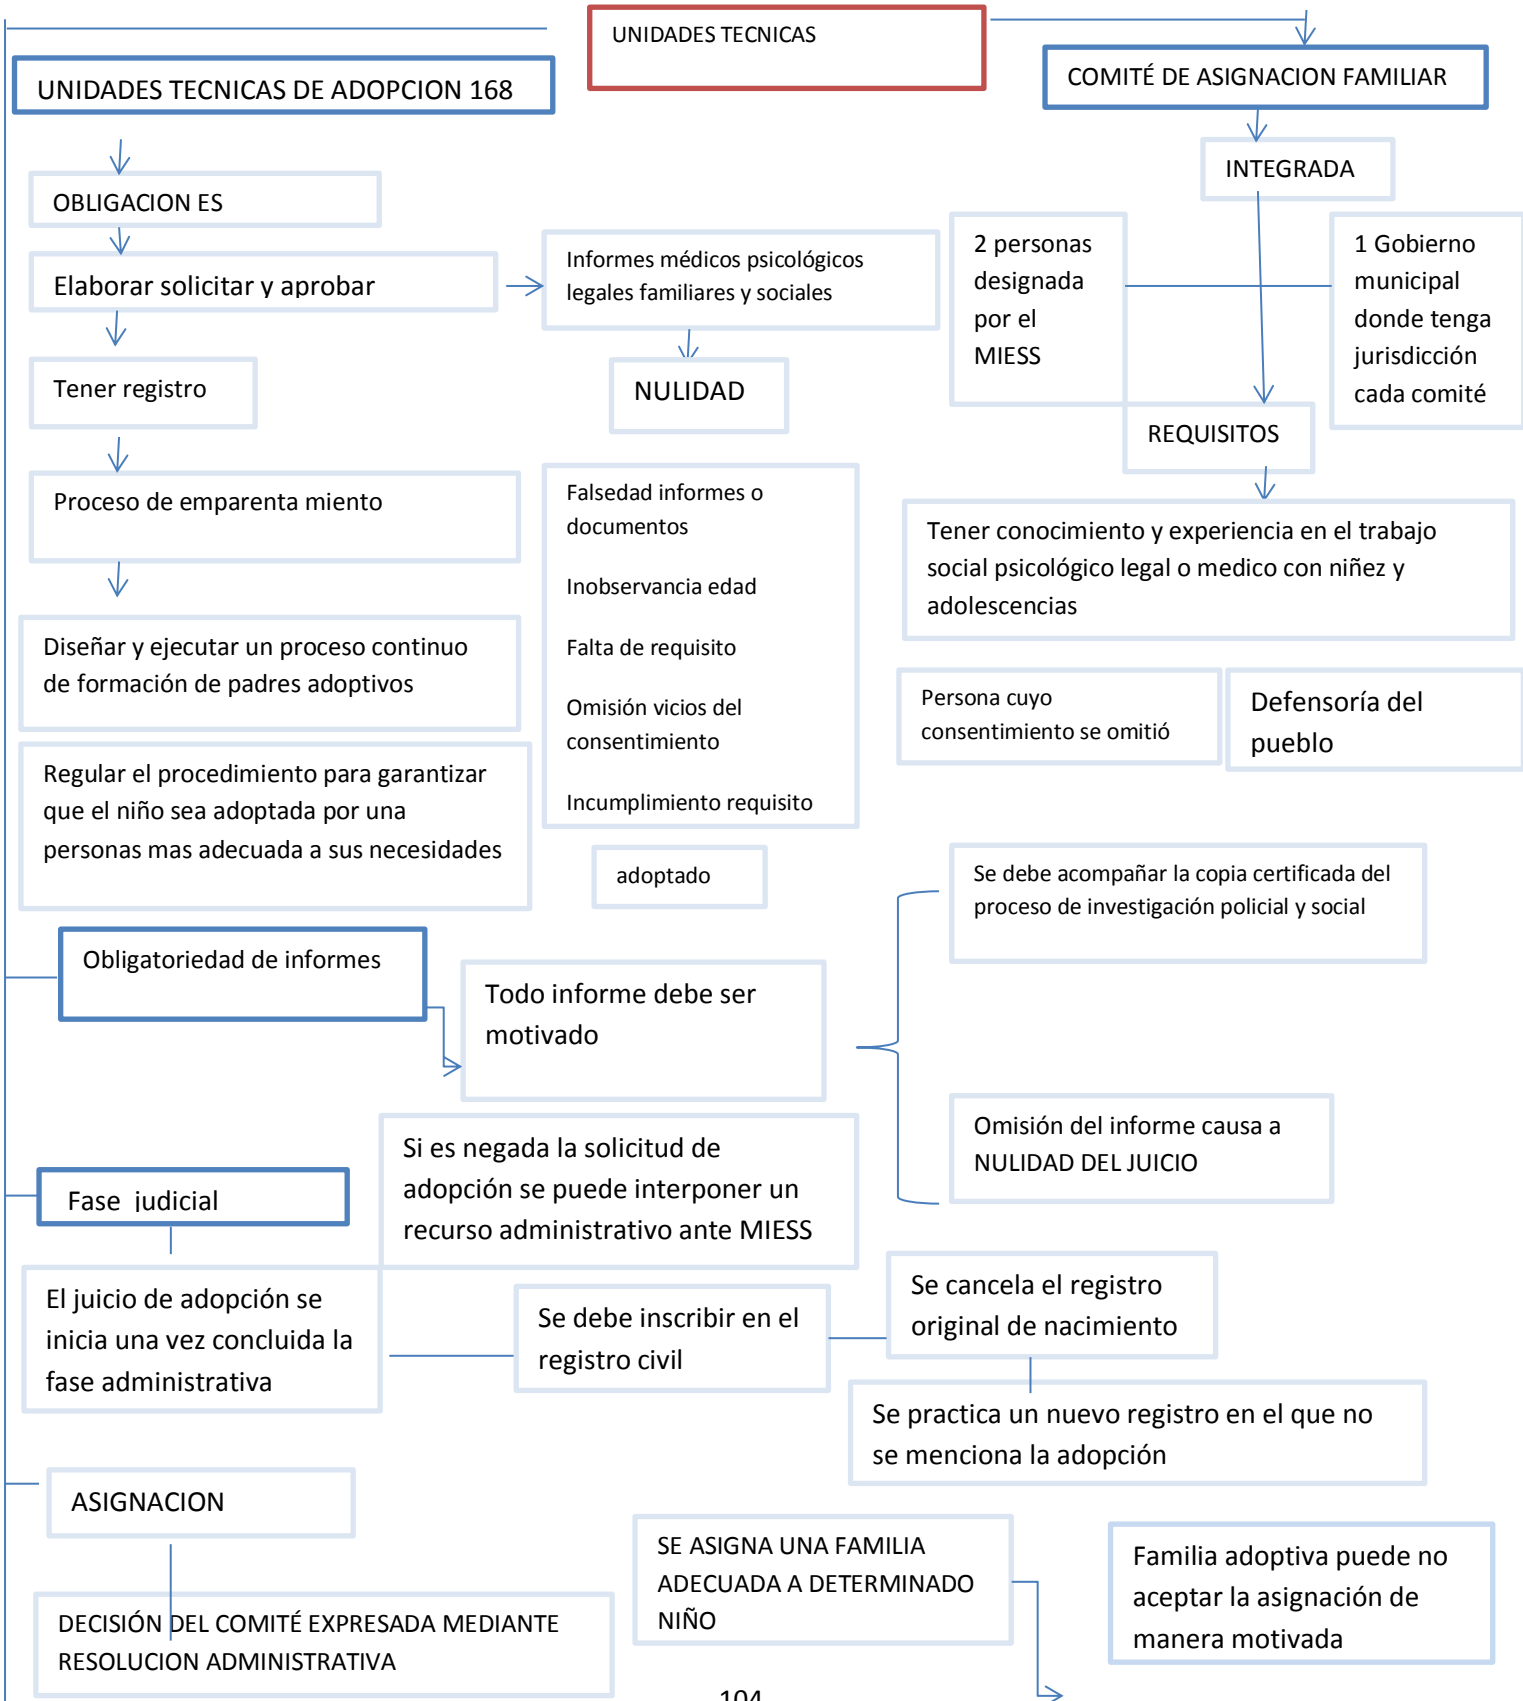 UNIDADES TECNICAS
UNIDADES TECNICAS DE ADOPCION 168
COMITÉ DE ASIGNACION FAMILIAR
OBLIGACION ES
Elaborar solicitar y aprobar
Informes médicos psicológicos
legales familiares y sociales
Tener registro
NULIDAD
Proceso de emparenta miento
Falsedad informes o
documentos
Inobservancia edad
Falta de requisito
Omisión vicios del
consentimiento
Incumplimiento requisito
adoptado
Diseñar y ejecutar un proceso continuo
de formación de padres adoptivos
Regular el procedimiento para garantizar
que el niño sea adoptada por una
personas mas adecuada a sus necesidades
INTEGRADA
2 personas
designada
por el
MIESS
1 Gobierno
municipal
donde tenga
jurisdicción
cada comité
REQUISITOS
Tener conocimiento y experiencia en el trabajo
social psicológico legal o medico con niñez y
adolescencias
Persona cuyo
consentimiento se omitió
Defensoría del
pueblo
Obligatoriedad de informes
Todo informe debe ser
motivado
Se debe acompañar la copia certificada del
proceso de investigación policial y social
Omisión del informe causa a
NULIDAD DEL JUICIO
Si es negada la solicitud de
adopción se puede interponer un
recurso administrativo ante MIESS
Fase judicial
El juicio de adopción se
inicia una vez concluida la
fase administrativa
Se debe inscribir en el
registro civil
Se cancela el registro
original de nacimiento
Se practica un nuevo registro en el que no
se menciona la adopción
ASIGNACION
DECISIÓN DEL COMITÉ EXPRESADA MEDIANTE
RESOLUCION ADMINISTRATIVA
SE ASIGNA UNA FAMILIA
ADECUADA A DETERMINADO
NIÑO
Familia adoptiva puede no
aceptar la asignación de
manera motivada
104